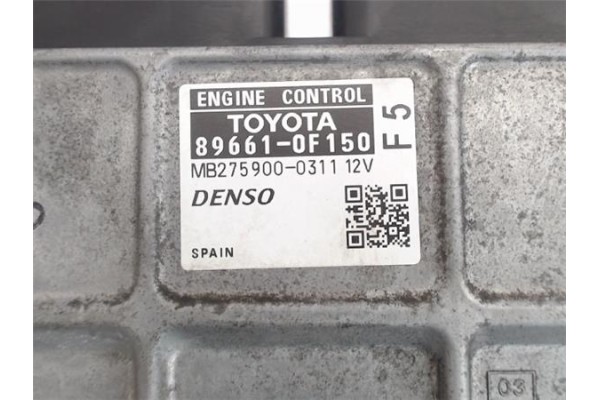 ENGINE CONTROL
TOYOTA
89661-0F150
F5
MB275900-0311 12V
DENSO
SPAIN
03